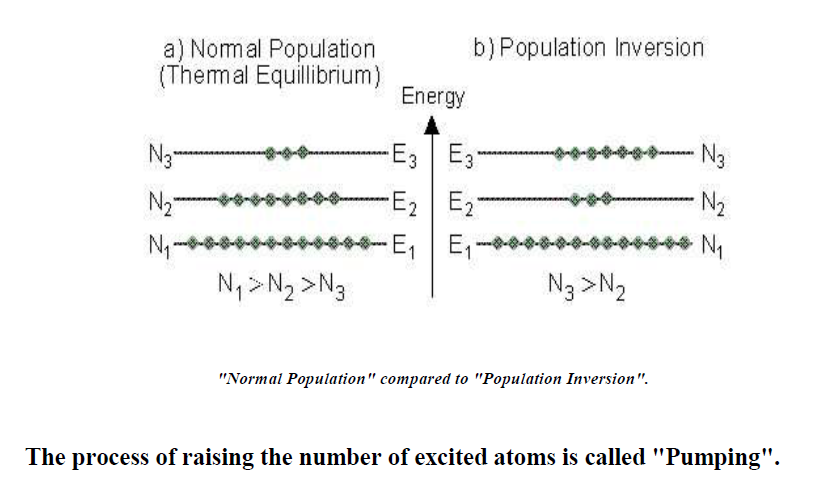 a) Normal Population
(Thermal Equillibrium)
b) Population Inversion
Energy
N₃ E₃
N₂ E₂
N₁ E₁
N₁ >N₂ >N₃
E₃ N₃
E₂ N₂
E₁ N₁
N₃ >N₂
"Normal Population" compared to "Population Inversion".
The process of raising the number of excited atoms is called "Pumping".